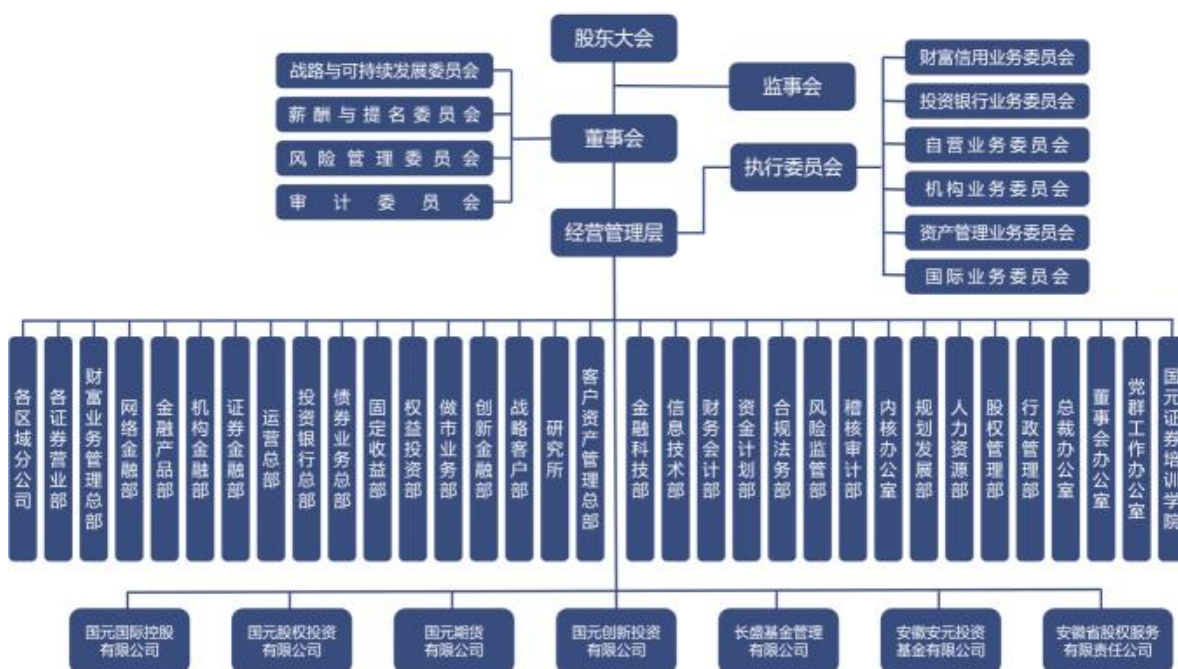 股东大会
战略与可持续发展委员会
薪酬与提名委员会
风险管理委员会
审计委员会
董事会
监事会
经营管理层
执行委员会
财富信用业务委员会
投资银行业务委员会
自营业务委员会
机构业务委员会
资产管理业务委员会
国际业务委员会
各区域分公司
各证券营业部
财富业务管理总部
网络金融部
金融产品部
机构金融部
证券金融部
运营总部
投资银行总部
债券业务总部
固定收益部
权益投资部
做市业务部
创新金融部
战略客户部
研究所
客户资产管理总部
金融科技部
信息技术部
财务会计部
资金计划部
合规法务部
风险监管部
稽核审计部
内核办公室
规划发展部
人力资源部
股权管理部
行政管理部
总裁办公室
董事会办公室
党群工作办公室
国元证券培训学院
国元国际控股
有限公司
国元股权投资
有限公司
国元期货
有限公司
国元创新投资
有限公司
长盛基金管理
有限公司
安徽安元投资
基金有限公司
安徽省股权服务
有限责任公司